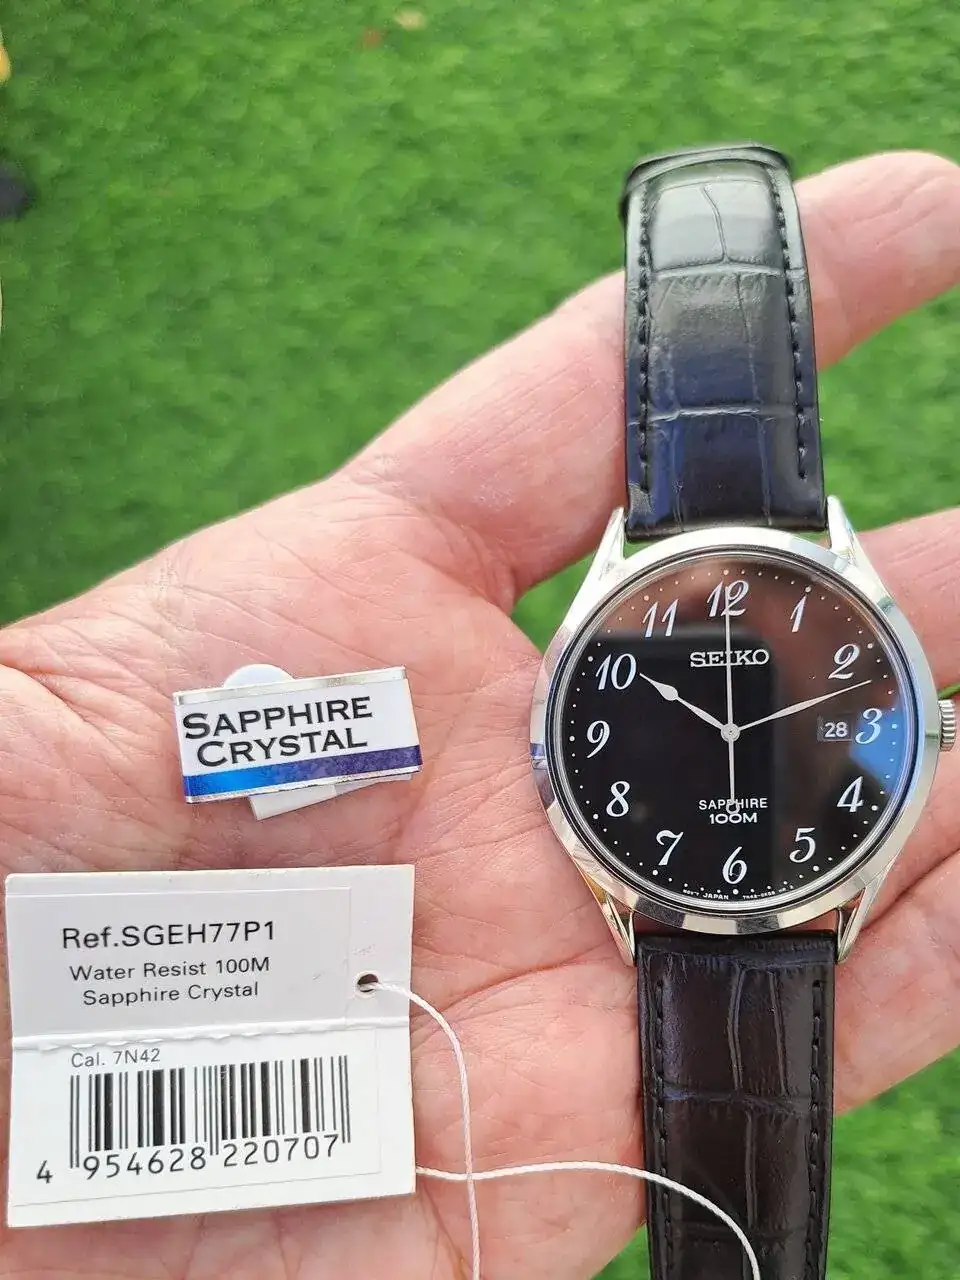 SAPPHIRE
CRYSTAL
Ref.SGEH77P1
Water Resist 100M
Sapphire Crystal
Cal. 7N42
4 954628 220707
12
1
2
3
4
5
6
7
8
9
10
11
SEIKO
28
SAPPHIRE
100M
JAPAN